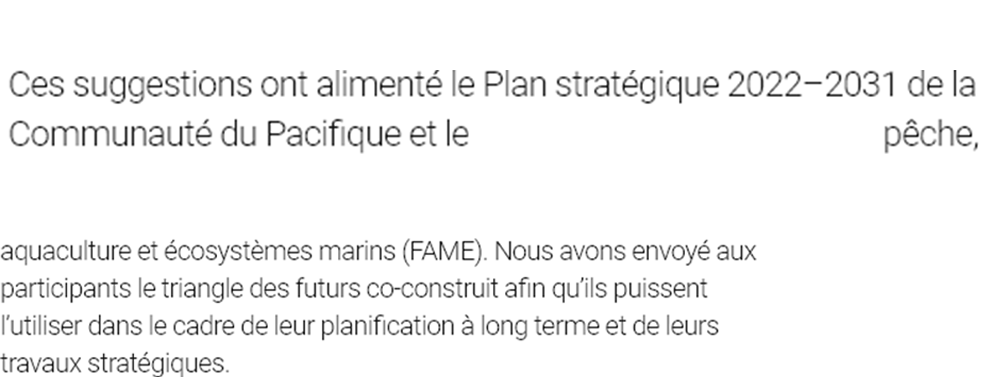 Ces suggestions ont alimenté le Plan stratégique 2022–2031 de la
Communauté du Pacifique et le pêche,
aquaculture et écosystèmes marins (FAME). Nous avons envoyé aux
participants le triangle des futurs co-construit afin qu’ils puissent
l’utiliser dans le cadre de leur planification à long terme et de leurs
travaux stratégiques.